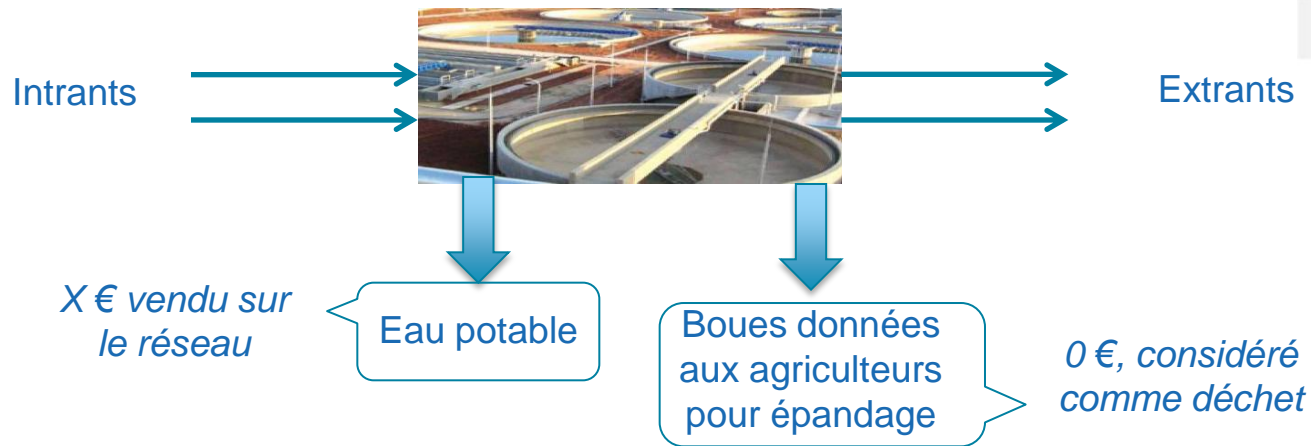 Intrants
Extrants
X € vendu sur
le réseau
Eau potable
Boues données
aux agriculteurs
pour épandage
0 €, considéré
comme déchet